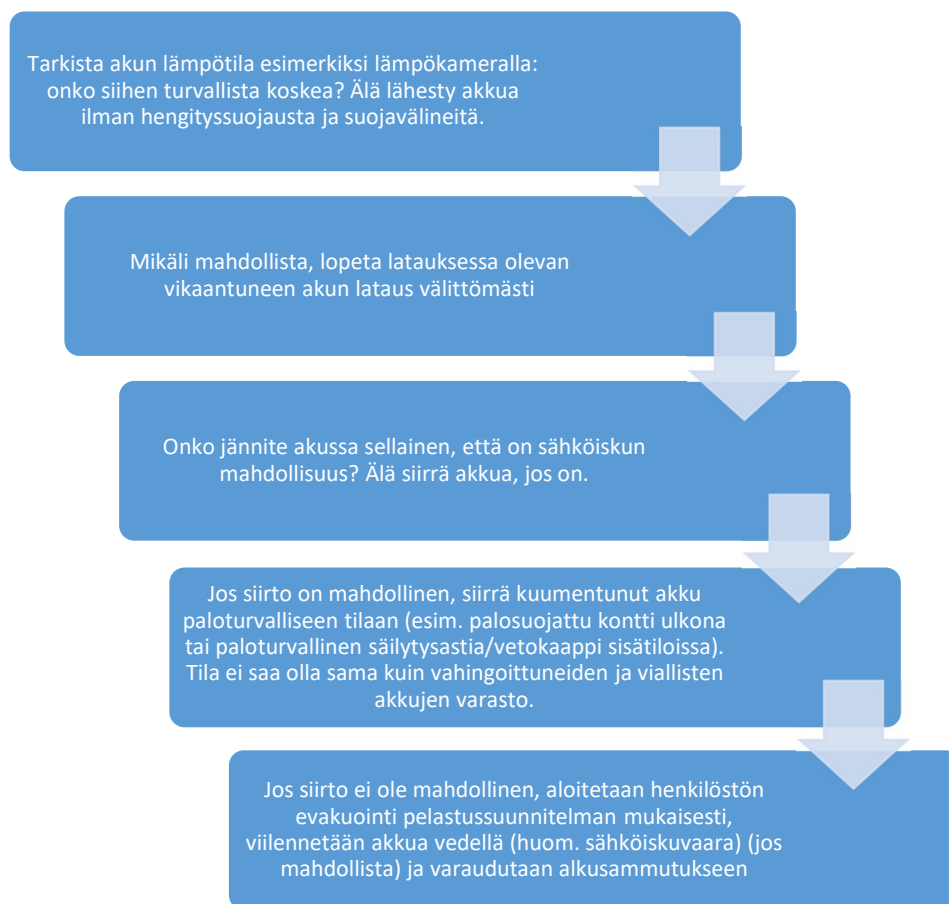 Tarkista akun lämpötila esimerkiksi lämpökameralla:
onko siihen turvallista koskea? Älä lähesty akkua
ilman hengityssuojausta ja suojavälineitä.
Mikäli mahdollista, lopeta latauksessa olevan
vikaantuneen akun lataus välittömästi
Onko jännite akussa sellainen, että on sähköiskun
mahdollisuus? Älä siirrä akkua, jos on.
Jos siirto on mahdollinen, siirrä kuumentunut akku
paloturvalliseen tilaan (esim. palosuojattu kontti ulkona
tai paloturvallinen säilytysastia/vetokaappi sisätiloissa).
Tila ei saa olla sama kuin vahingoittuneiden ja viallisten
akkujen varasto.
Jos siirto ei ole mahdollinen, aloitetaan henkilöstön
evakuointi pelastussuunnitelman mukaisesti,
viilennetään akkua vedellä (huom. sähköiskuvaara) (jos
mahdollista) ja varaudutaan alkusammutukseen